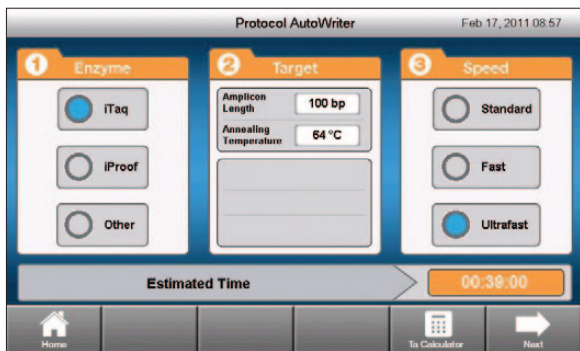 Protocol AutoWriter
Feb 17, 2011 08:57
1 Enzyme
iTaq
iProof
Other
2 Target
Amplicon
Length
100 bp
Annealing
Temperature
64 °C
3 Speed
Standard
Fast
Ultrafast
Estimated Time
00:39:00
Home
Ta Calculator
Next